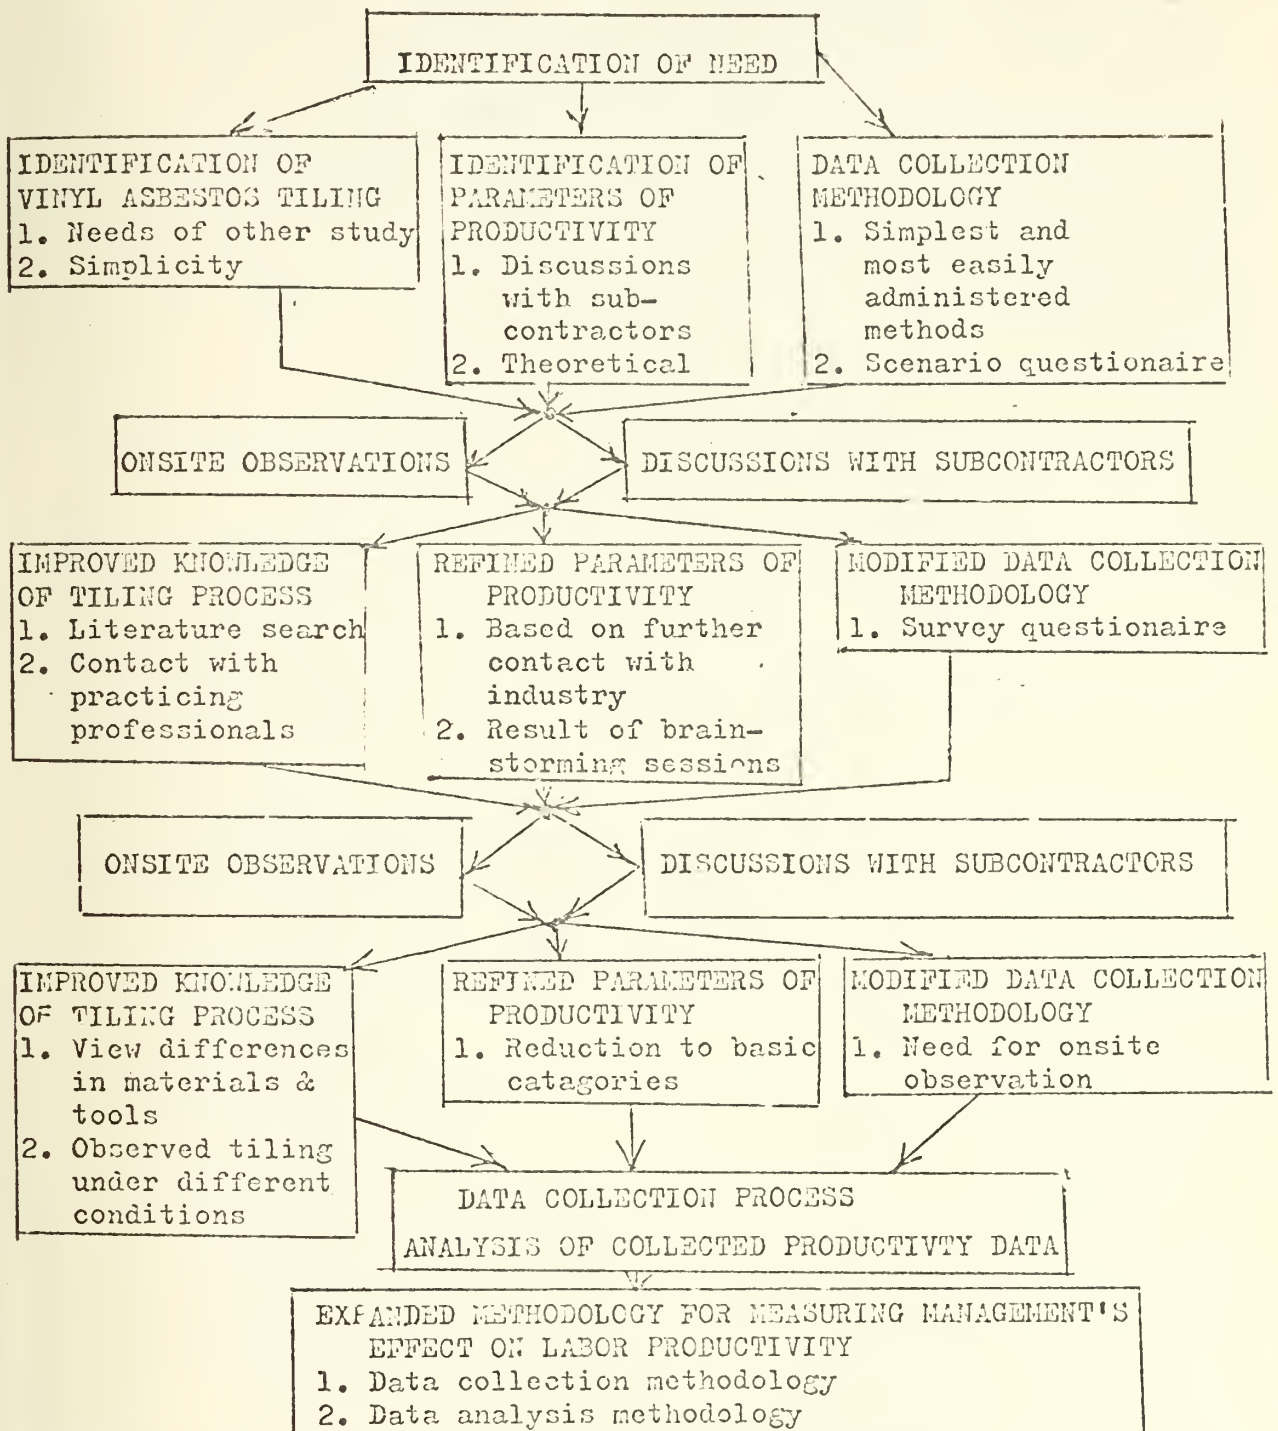 IDENTIFICATION OF NEED
IDENTIFICATION OF
VINYL ASBESTOS TILING
1. Needs of other study
2. Simplicity
IDENTIFICATION OF
PARAMETERS OF
PRODUCTIVITY
1. Discussions
with sub-
contractors
2. Theoretical
DATA COLLECTION
METHODOLOGY
1. Simplest and
most easily
administered
methods
2. Scenario questionaire
ONSITE OBSERVATIONS
DISCUSSIONS WITH SUBCONTRACTORS
IMPROVED KNOWLEDGE
OF TILING PROCESS
1. Literature search
2. Contact with
practicing
professionals
REFINED PARAMETERS OF
PRODUCTIVITY
1. Based on further
contact with
industry
2. Result of brain-
storming sessions
MODIFIED DATA COLLECTION
METHODOLOGY
1. Survey questionaire
ONSITE OBSERVATIONS
DISCUSSIONS WITH SUBCONTRACTORS
IMPROVED KNOWLEDGE
OF TILING PROCESS
1. View differences
in materials &
tools
2. Observed tiling
under different
conditions
REFINED PARAMETERS OF
PRODUCTIVITY
1. Reduction to basic
catagories
MODIFIED DATA COLLECTION
METHODOLOGY
1. Need for onsite
observation
DATA COLLECTION PROCESS
ANALYSIS OF COLLECTED PRODUCTIVTY DATA
EXPANDED METHODOLOGY FOR MEASURING MANAGEMENT'S
EFFECT ON LABOR PRODUCTIVITY
1. Data collection methodology
2. Data analysis methodology